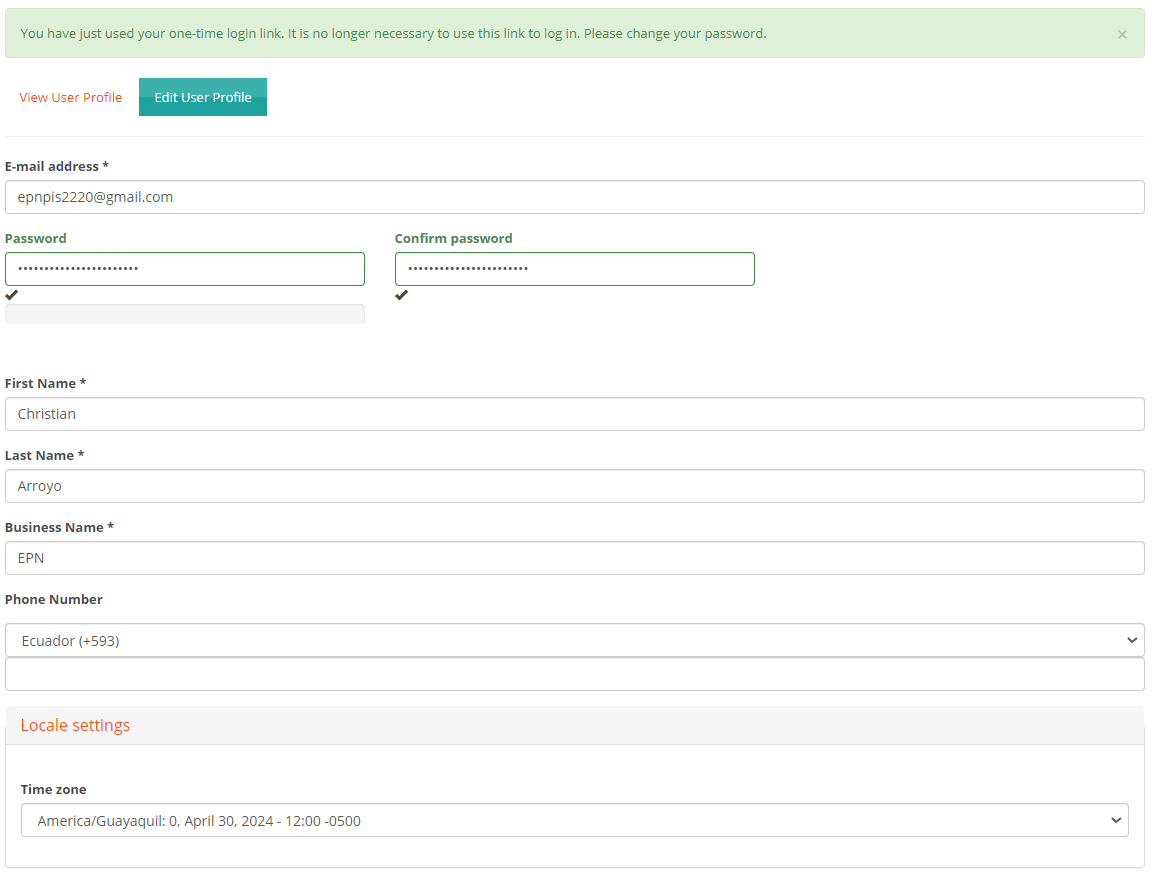 You have just used your one-time login link. It is no longer necessary to use this link to log in. Please change your password.
×
View User Profile
Edit User Profile
E-mail address *
epnpis2220@gmail.com
Password
Confirm password
•••••••••••••••••••••••
•••••••••••••••••••••••
First Name *
Christian
Last Name *
Arroyo
Business Name *
EPN
Phone Number
Ecuador (+593)
Locale settings
Time zone
America/Guayaquil: 0, April 30, 2024 - 12:00 -0500